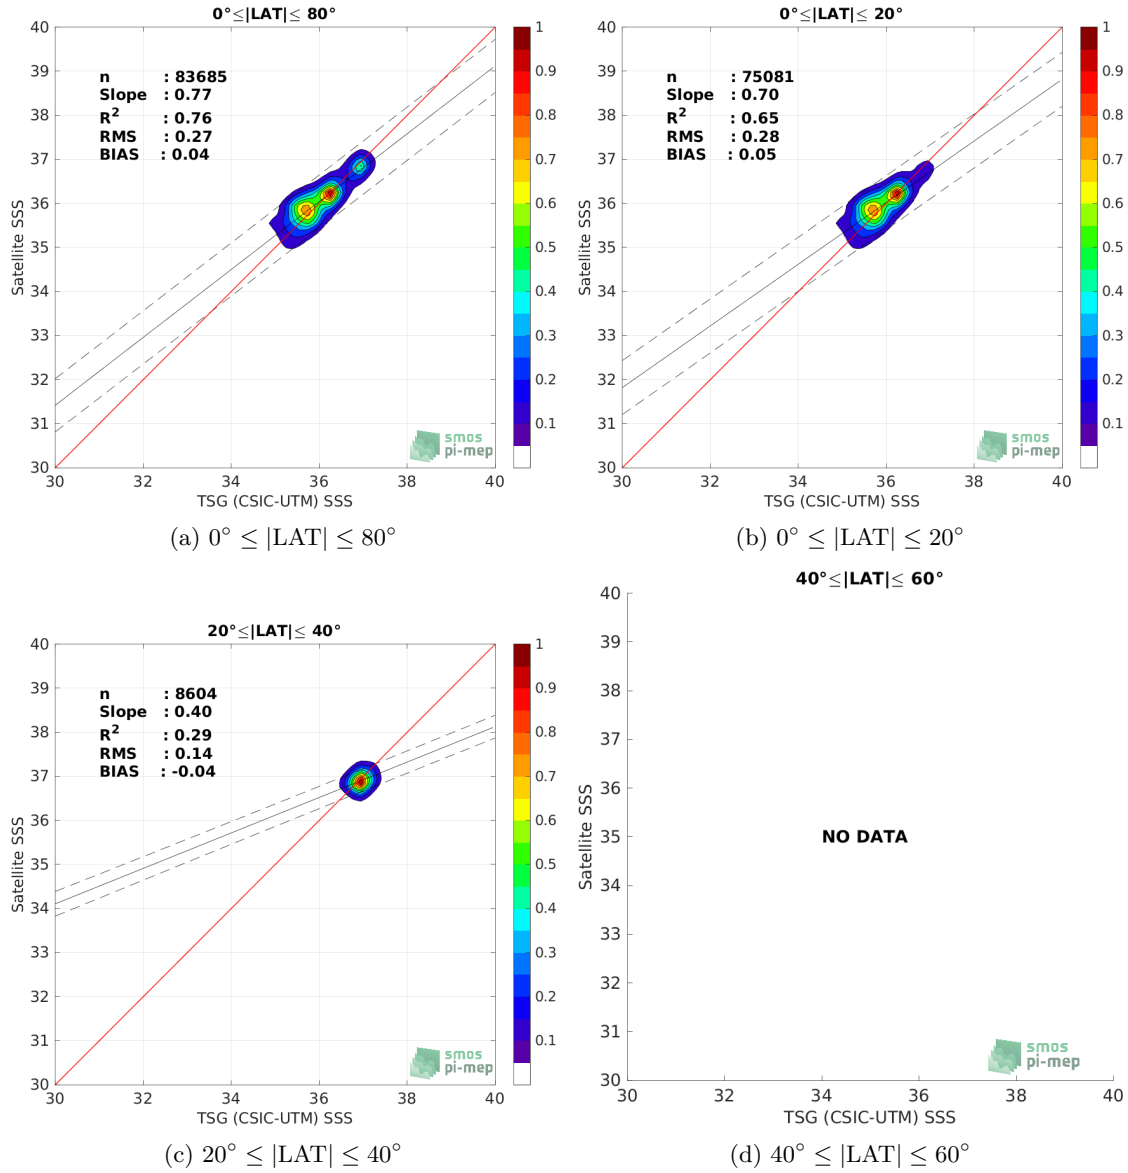 0°≤|LAT|≤ 80°
n : 83685
Slope : 0.77
R² : 0.76
RMS : 0.27
BIAS : 0.04
40
39
38
37
36
35
34
33
32
31
30
Satellite SSS
30 32 34 36 38 40
TSG (CSIC-UTM) SSS
1
0.9
0.8
0.7
0.6
0.5
0.4
0.3
0.2
0.1
smos
pi-mep
(a) 0° ≤ |LAT| ≤ 80°
0°≤|LAT|≤ 20°
n : 75081
Slope : 0.70
R² : 0.65
RMS : 0.28
BIAS : 0.05
40
39
38
37
36
35
34
33
32
31
30
Satellite SSS
30 32 34 36 38 40
TSG (CSIC-UTM) SSS
1
0.9
0.8
0.7
0.6
0.5
0.4
0.3
0.2
0.1
smos
pi-mep
(b) 0° ≤ |LAT| ≤ 20°
20°≤|LAT|≤ 40°
n : 8604
Slope : 0.40
R² : 0.29
RMS : 0.14
BIAS : -0.04
40
39
38
37
36
35
34
33
32
31
30
Satellite SSS
30 32 34 36 38 40
TSG (CSIC-UTM) SSS
1
0.9
0.8
0.7
0.6
0.5
0.4
0.3
0.2
0.1
smos
pi-mep
(c) 20° ≤ |LAT| ≤ 40°
40°≤|LAT|≤ 60°
40
39
38
37
36
35
34
33
32
31
30
Satellite SSS
NO DATA
30 32 34 36 38 40
TSG (CSIC-UTM) SSS
smos
pi-mep
(d) 40° ≤ |LAT| ≤ 60°